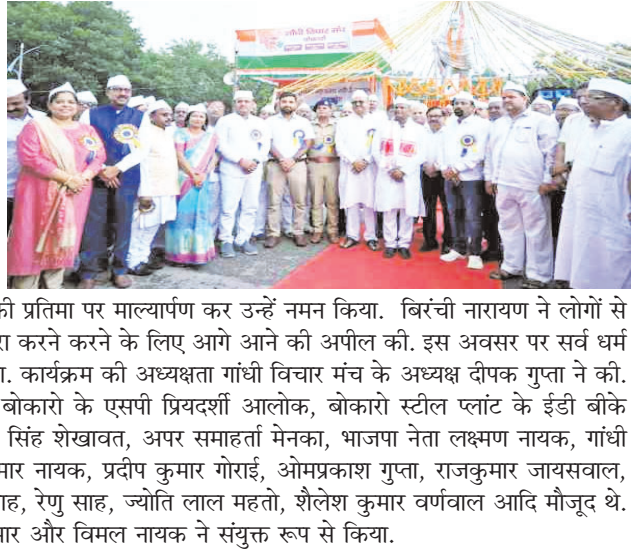 गांधी विचार मंच
की प्रतिमा पर माल्यार्पण कर उन्हें नमन किया. बिरंची नारायण ने लोगों से
रा करने करने के लिए आगे आने की अपील की. इस अवसर पर सर्व धर्म
ा. कार्यक्रम की अध्यक्षता गांधी विचार मंच के अध्यक्ष दीपक गुप्ता ने की.
बोकारो के एसपी प्रियदर्शी आलोक, बोकारो स्टील प्लांट के ईडी बीके
सिंह शेखावत, अपर समाहर्ता मेनका, भाजपा नेता लक्ष्मण नायक, गांधी
मार नायक, प्रदीप कुमार गोराई, ओमप्रकाश गुप्ता, राजकुमार जायसवाल,
ाह, रेणु साह, ज्योति लाल महतो, शैलेश कुमार वर्णवाल आदि मौजूद थे.
मार और विमल नायक ने संयुक्त रूप से किया.